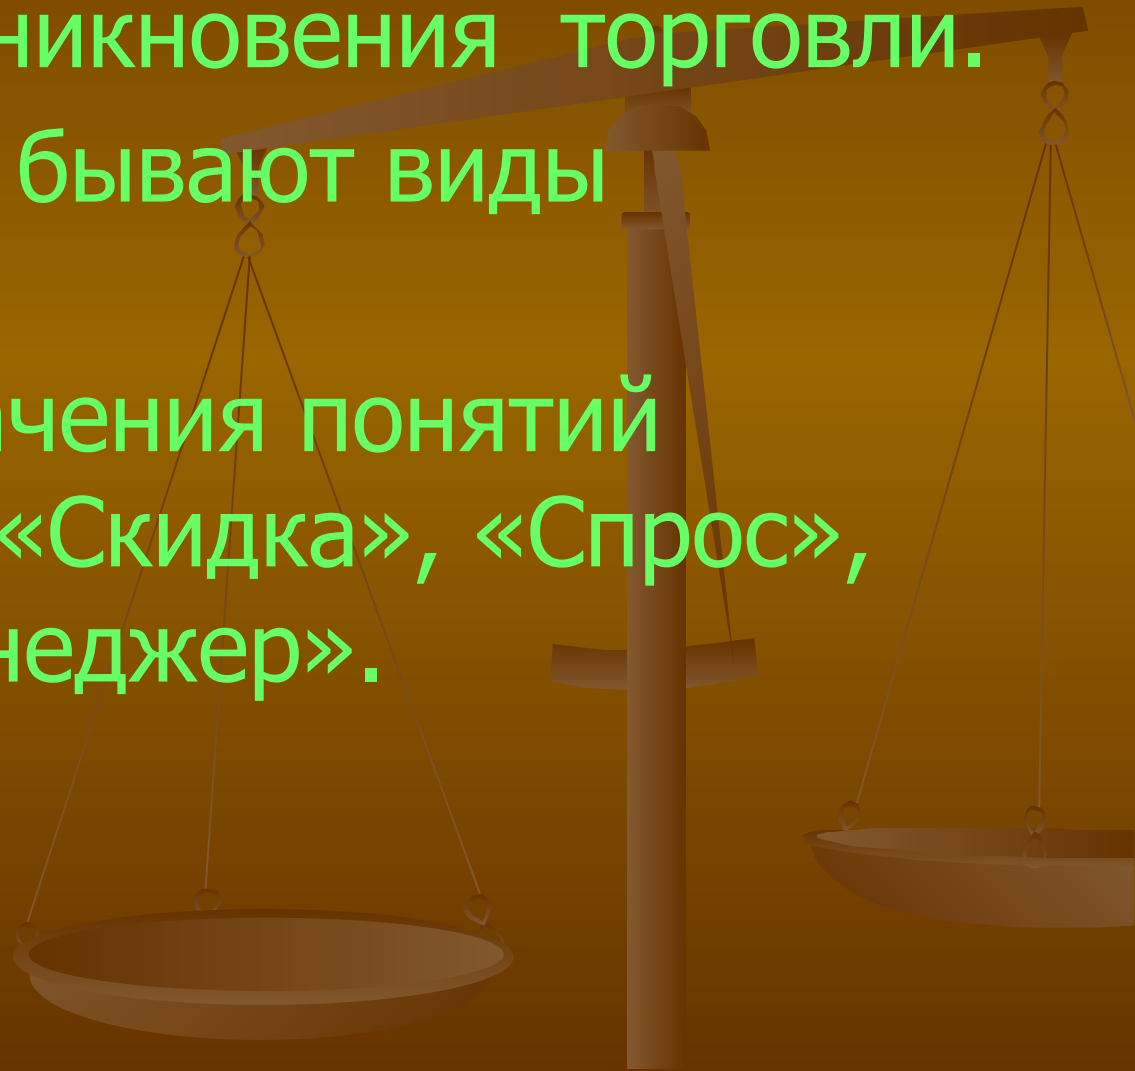 никновения торговли.
бывают виды
чения понятий
«Скидка», «Спрос»,
неджер».